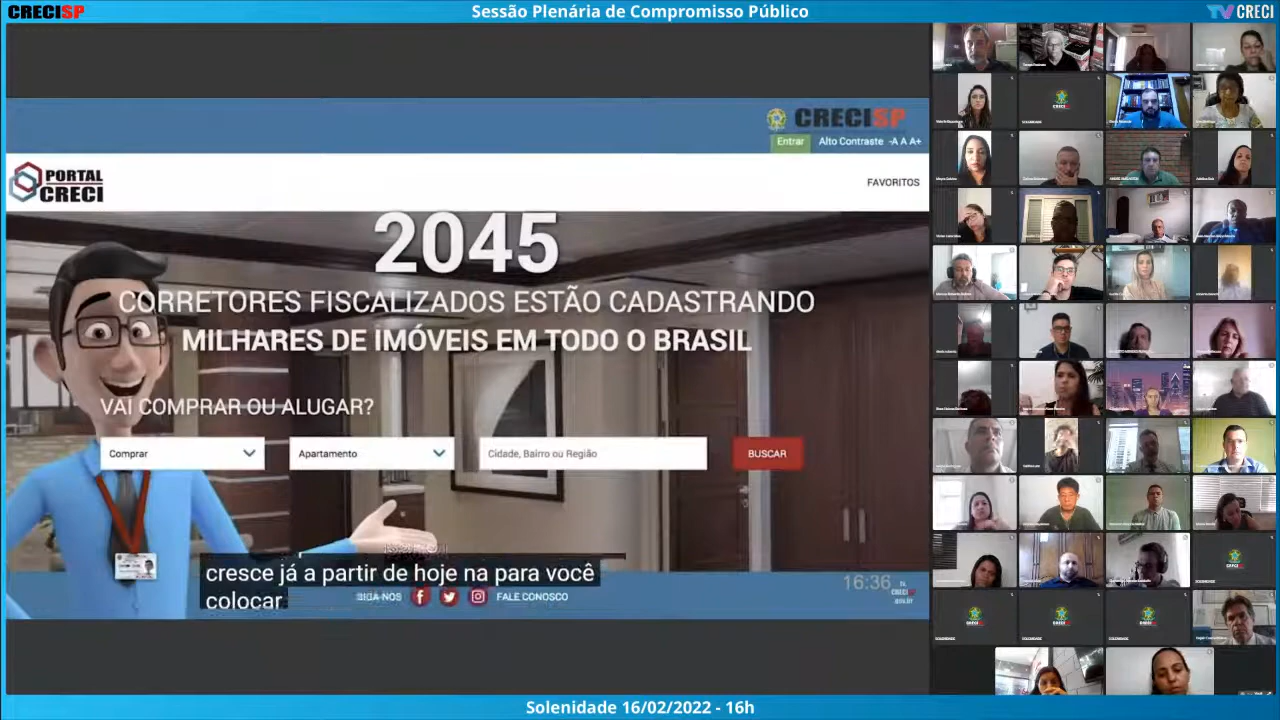 CRECISP
Sessão Plenária de Compromisso Público
TV CRECI
CRECISP
Entrar Alto Contraste -A A A+
PORTAL
CRECI
FAVORITOS
2045
CORRETORES FISCALIZADOS ESTÃO CADASTRANDO
MILHARES DE IMÓVEIS EM TODO O BRASIL
VAI COMPRAR OU ALUGAR?
Comprar
Apartamento
Cidade, Bairro ou Região
BUSCAR
cresce já a partir de hoje na para você
colocar
SIGA-NOS
FALE CONOSCO
16:36
Solenidade 16/02/2022 - 16h